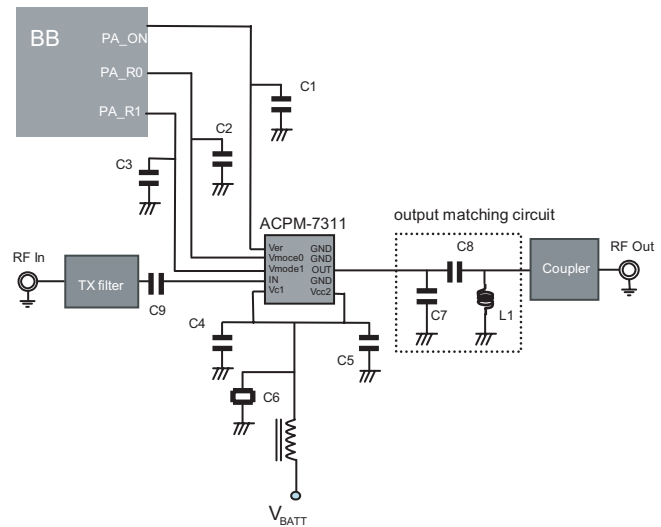 BB
PA_ON
PA_R0
PA_R1
C1
C2
C3
ACPM-7311
Ver
Vmoce0
Vmode1
IN
Vc1
GND
GND
OUT
GND
Vcc2
output matching circuit
C8
C7
L1
Coupler
RF Out
RF In
TX filter
C9
C4
C5
C6
VBATT